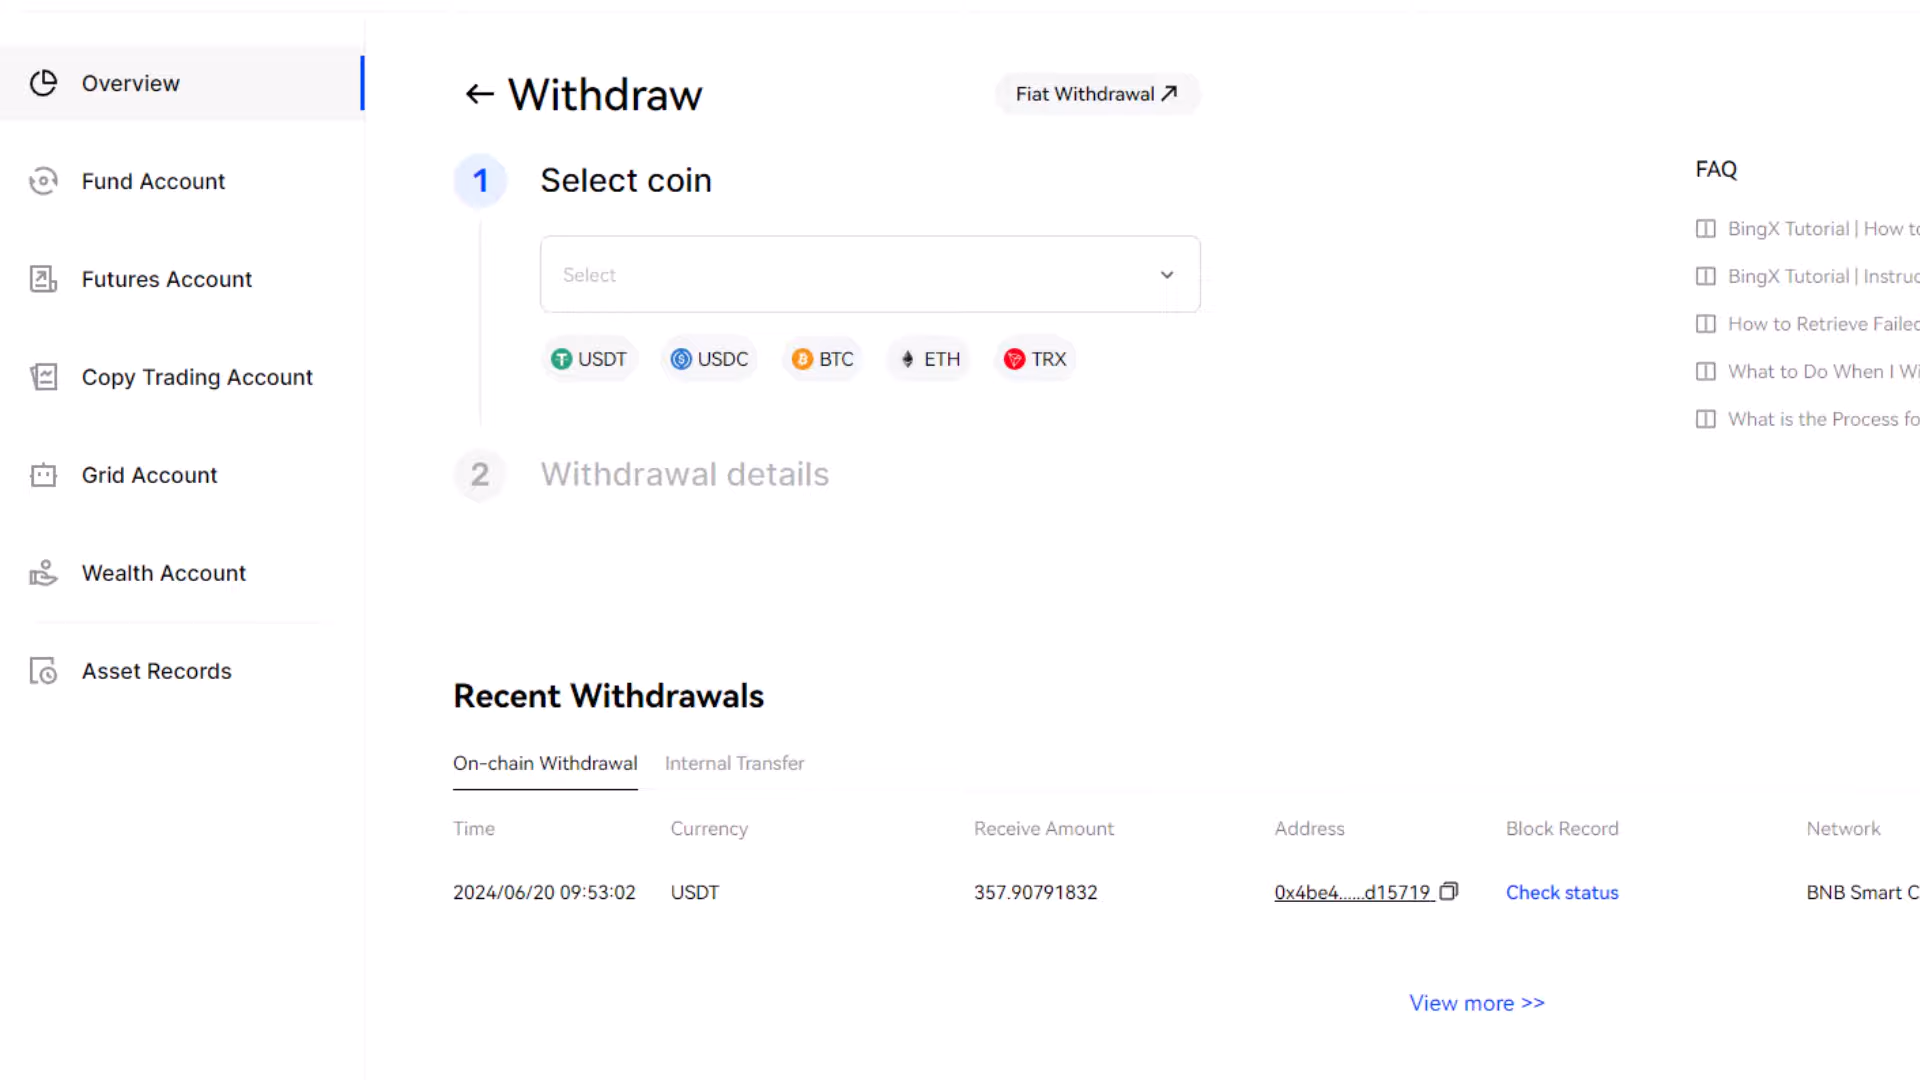 Overview
Fund Account
Futures Account
Copy Trading Account
Grid Account
Wealth Account
Asset Records
← Withdraw
Fiat Withdrawal
1 Select coin
Select
USDT USDC BTC ETH TRX
2 Withdrawal details
FAQ
BingX Tutorial | How to
BingX Tutorial | Instruc
How to Retrieve Failed
What to Do When I Wi
What is the Process fo
Recent Withdrawals
On-chain Withdrawal Internal Transfer
Time Currency Receive Amount Address Block Record Network
2024/06/20 09:53:02 USDT 357.90791832 0x4be4......d15719 Check status BNB Smart C
View more >>